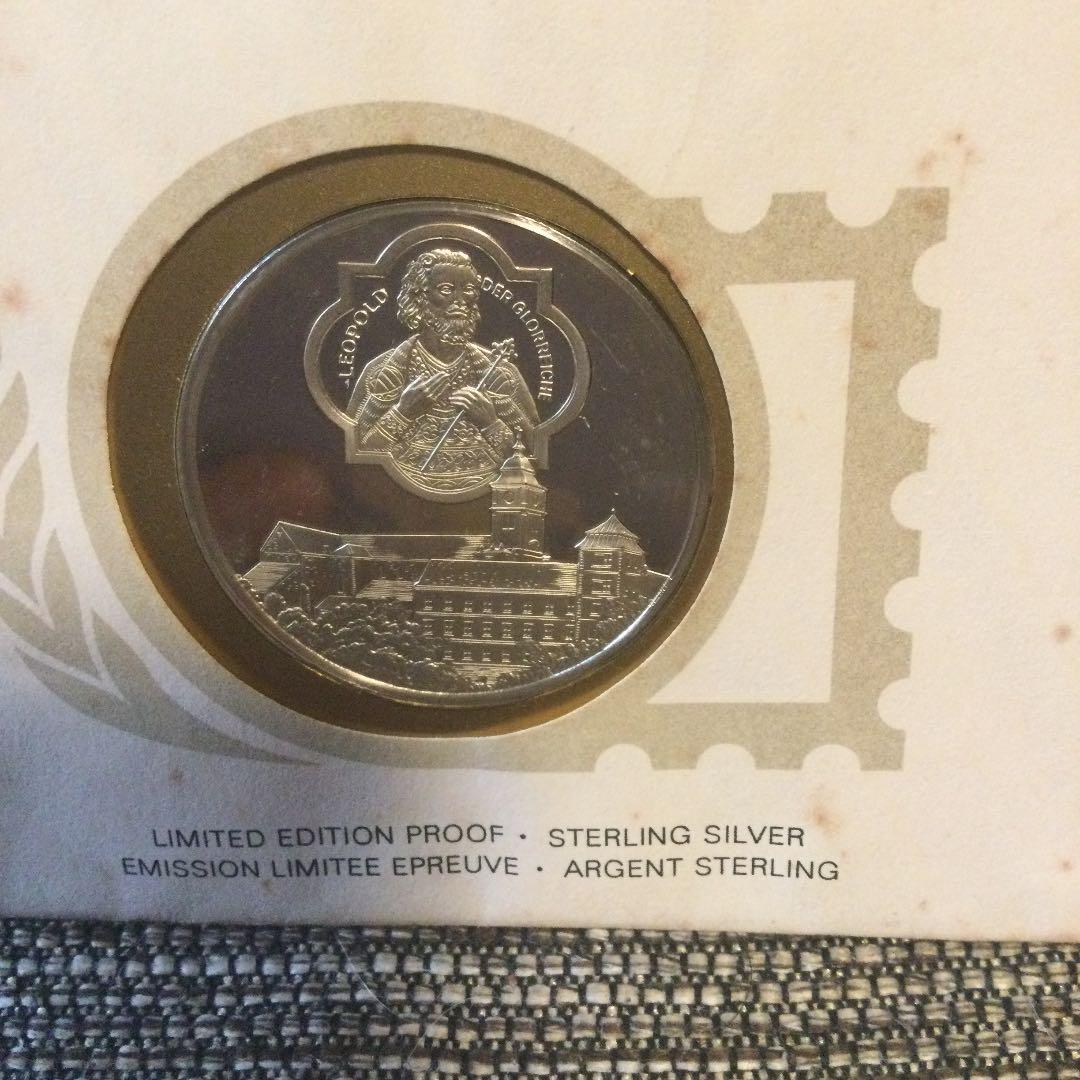 LEOPOLD DER GLORREICHE
LIMITED EDITION PROOF · STERLING SILVER
EMISSION LIMITEE EPREUVE · ARGENT STERLING